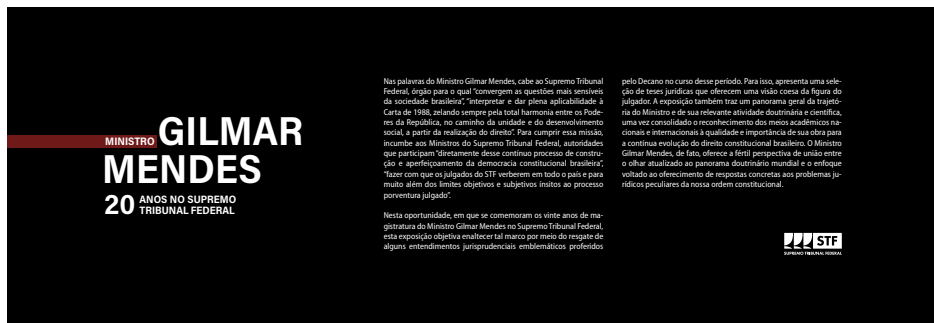 MINISTRO GILMAR
MENDES
20 ANOS NO SUPREMO
TRIBUNAL FEDERAL
Nas palavras do Ministro Gilmar Mendes, cabe ao Supremo Tribunal
Federal, órgão para o qual “convergem as questões mais sensíveis
da sociedade brasileira”, “interpretar e dar plena aplicabilidade à
Carta de 1988, zelando sempre pela total harmonia entre os Pode-
res da República, no caminho da unidade e do desenvolvimento
social, a partir da realização do direito”. Para cumprir essa missão,
incumbe aos Ministros do Supremo Tribunal Federal, autoridades
que participam “diretamente desse contínuo processo de constru-
ção e aperfeiçoamento da democracia constitucional brasileira”,
“fazer com que os julgados do STF verberem em todo o país e para
muito além dos limites objetivos e subjetivos ínsitos ao processo
porventura julgado”.
Nesta oportunidade, em que se comemoram os vinte anos de ma-
gistratura do Ministro Gilmar Mendes no Supremo Tribunal Federal,
esta exposição objetiva enaltecer tal marco por meio do resgate de
alguns entendimentos jurisprudenciais emblemáticos proferidos
pelo Decano no curso desse período. Para isso, apresenta uma sele-
ção de teses jurídicas que oferecem uma visão coesa da figura do
julgador. A exposição também traz um panorama geral da trajetó-
ria do Ministro e de sua relevante atividade doutrinária e científica,
uma vez consolidado o reconhecimento dos meios acadêmicos na-
cionais e internacionais à qualidade e importância de sua obra para
a contínua evolução do direito constitucional brasileiro. O Ministro
Gilmar Mendes, de fato, oferece a fértil perspectiva de união entre
o olhar atualizado ao panorama doutrinário mundial e o enfoque
voltado ao oferecimento de respostas concretas aos problemas ju-
rídicos peculiares da nossa ordem constitucional.
STF
SUPREMO TRIBUNAL FEDERAL